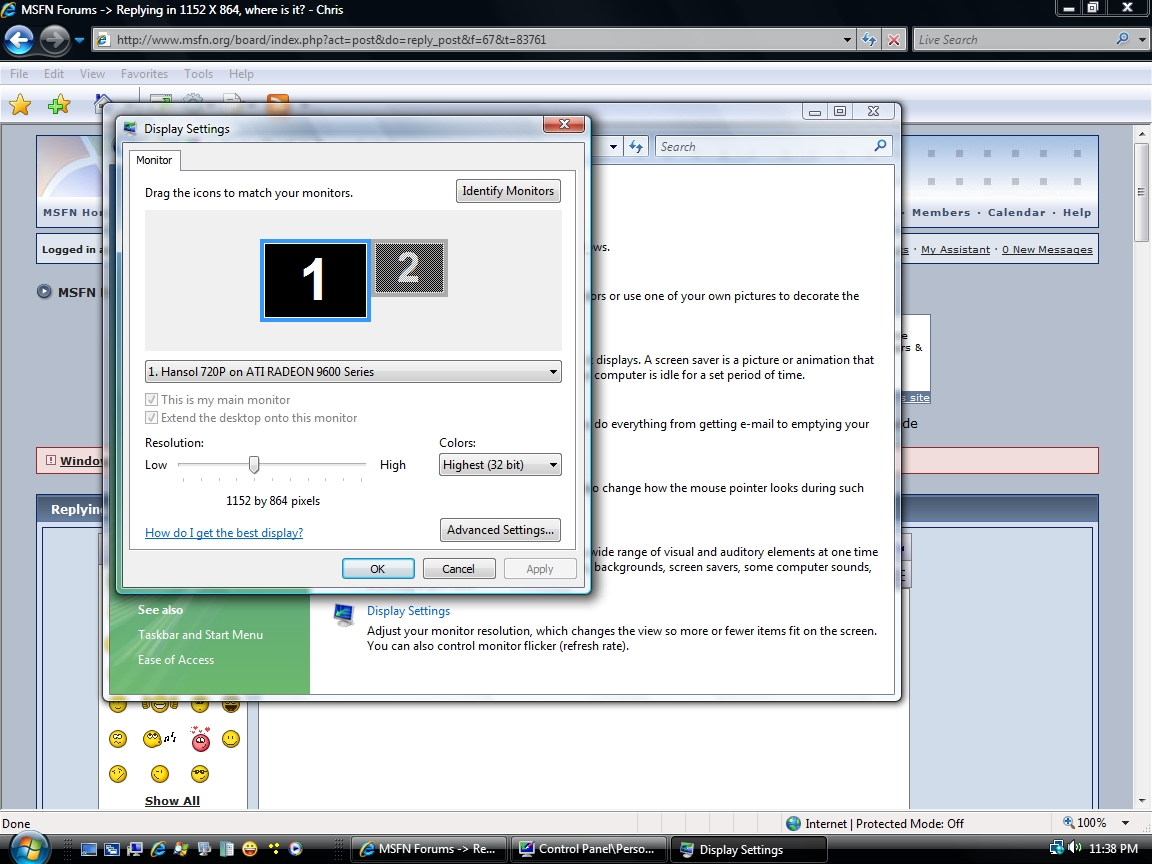 MSFN Forums -> Replying in 1152 X 864, where is it? - Chris
http://www.msfn.org/board/index.php?act=post&do=reply_post&f=67&t=83761
Live Search
File Edit View Favorites Tools Help
Display Settings
Monitor
Drag the icons to match your monitors.
Identify Monitors
1
2
1. Hansol 720P on ATI RADEON 9600 Series
This is my main monitor
Extend the desktop onto this monitor
Resolution:
Low
High
1152 by 864 pixels
Colors:
Highest (32 bit)
How do I get the best display?
Advanced Settings...
OK
Cancel
Apply
Search
ows.
ors or use one of your own pictures to decorate the
displays. A screen saver is a picture or animation that
computer is idle for a set period of time.
do everything from getting e-mail to emptying your
to change how the mouse pointer looks during such
wide range of visual and auditory elements at one time
backgrounds, screen savers, some computer sounds,
See also
Taskbar and Start Menu
Ease of Access
Display Settings
Adjust your monitor resolution, which changes the view so more or fewer items fit on the screen.
You can also control monitor flicker (refresh rate).
MSFN Ho
· Members · Calendar · Help
Logged in a
s · My Assistant · 0 New Messages
MSFN
e
rs &
s site
de
Windo
Replyin
Show All
Done
Internet | Protected Mode: Off
100%
MSFN Forums -> Re...
Control Panel\Perso...
Display Settings
11:38 PM